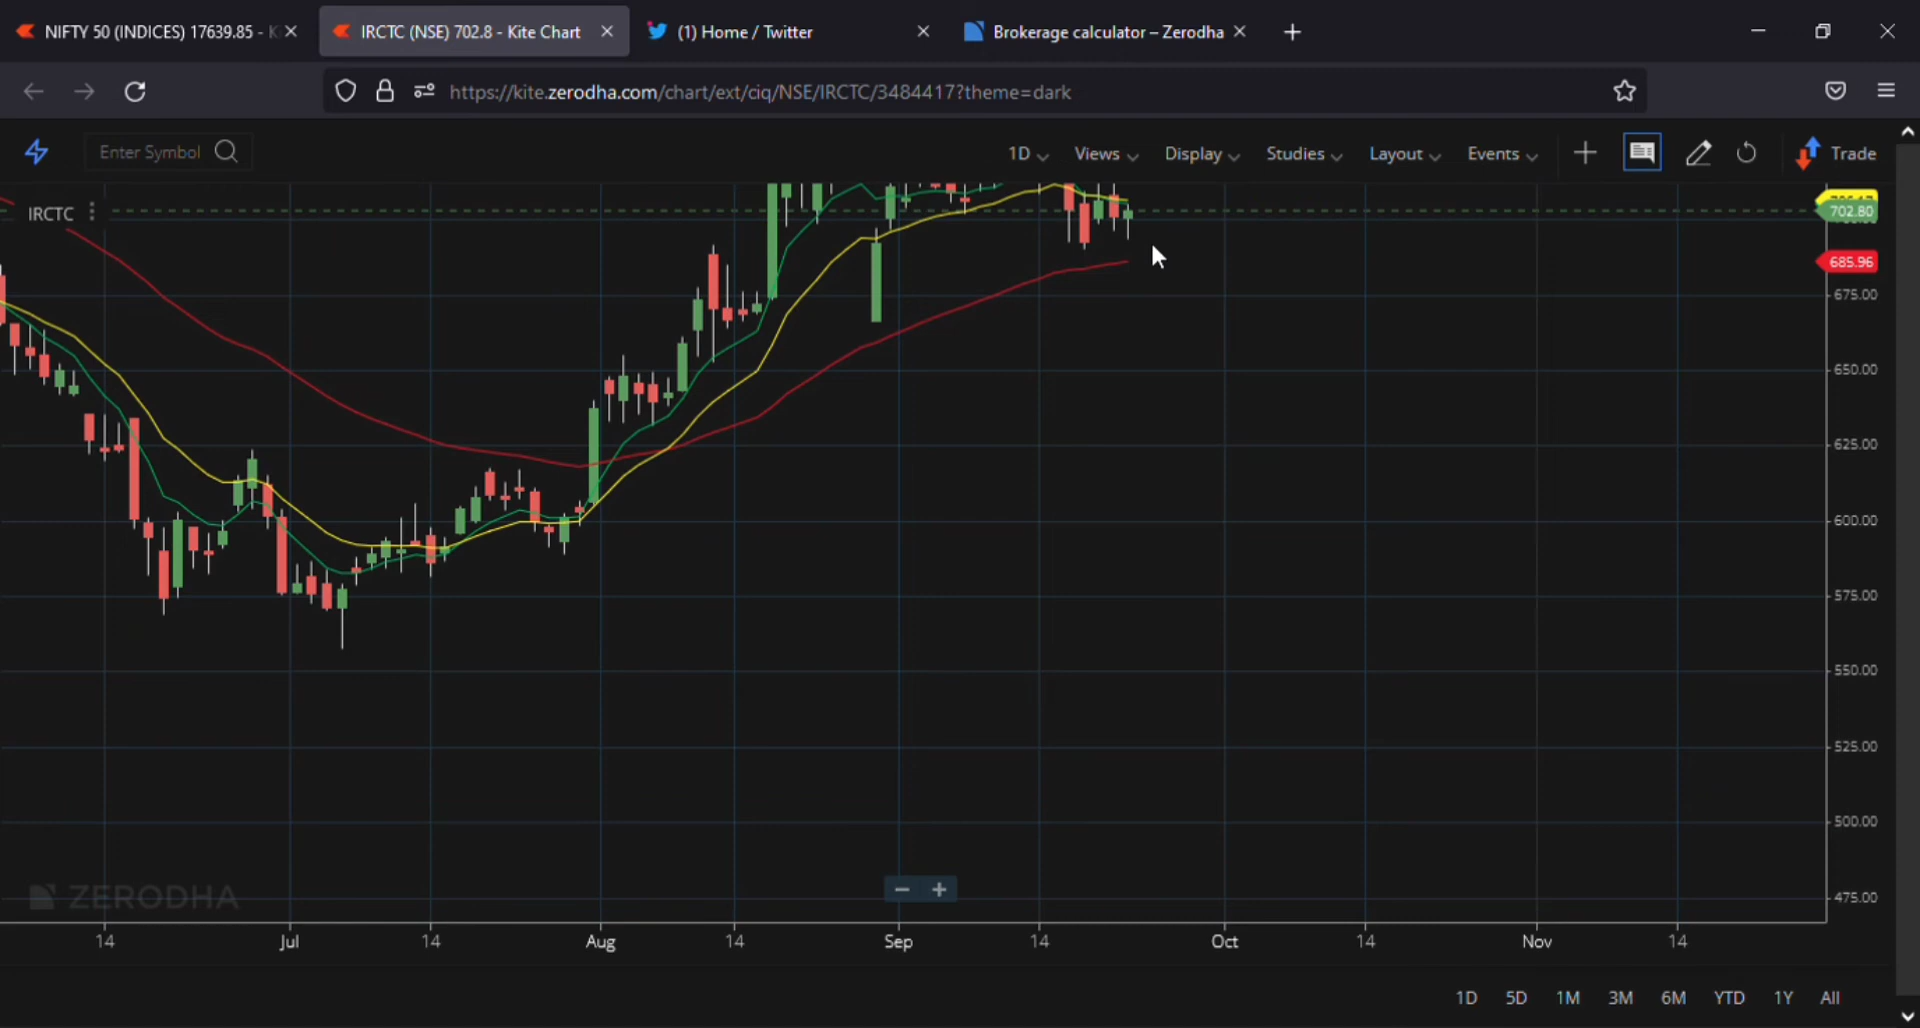 NIFTY 50 (INDICES) 17639.85 - K
IRCTC (NSE) 702.8 - Kite Chart
(1) Home / Twitter
Brokerage calculator – Zerodha
https://kite.zerodha.com/chart/ext/ciq/NSE/IRCTC/3484417?theme=dark
Enter Symbol
1D
Views
Display
Studies
Layout
Events
Trade
IRCTC
702.80
685.96
675.00
650.00
625.00
600.00
575.00
550.00
525.00
500.00
475.00
ZERODHA
14 Jul 14 Aug 14 Sep 14 Oct 14 Nov 14
1D 5D 1M 3M 6M YTD 1Y All